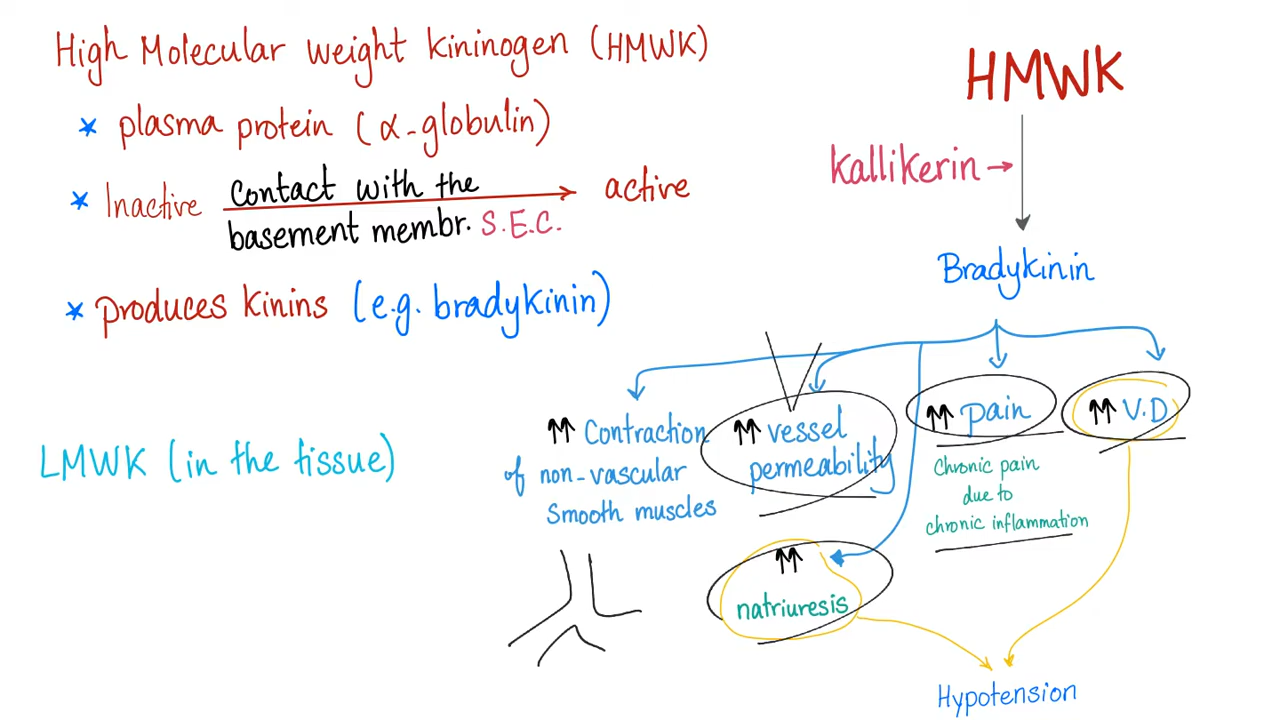 High Molecular weight kininogen (HMWK)
* plasma protein (α-globulin)
* Inactive contact with the active
basement membr. S.E.C.
* produces kinins (e.g. bradykinin)
LMWK (in the tissue)
HMWK
kallikerin →
Bradykinin
↑↑ Contraction
of non-vascular
smooth muscles
↑↑ vessel
permeability
↑↑ pain
chronic pain
due to
chronic inflammation
↑↑ V.D
↑↑
natriuresis
Hypotension